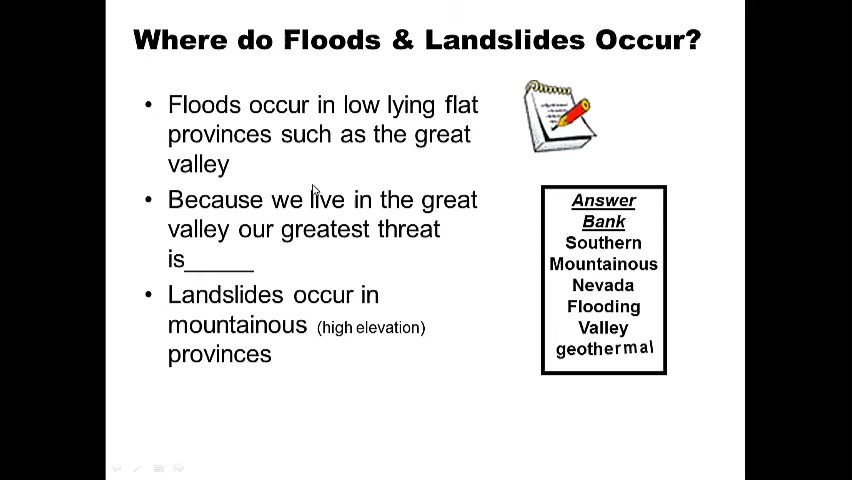 Where do Floods & Landslides Occur?
• Floods occur in low lying flat
provinces such as the great
valley
• Because we live in the great
valley our greatest threat
is_____
• Landslides occur in
mountainous (high elevation)
provinces
Answer
Bank
Southern
Mountainous
Nevada
Flooding
Valley
geothermal